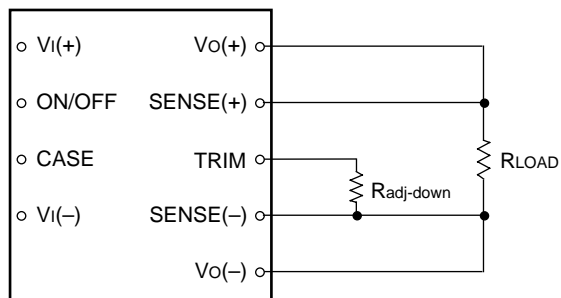 VI(+) VO(+)
ON/OFF SENSE(+)
CASE TRIM RLOAD
Radj-down
VI(–) SENSE(–)
VO(–)